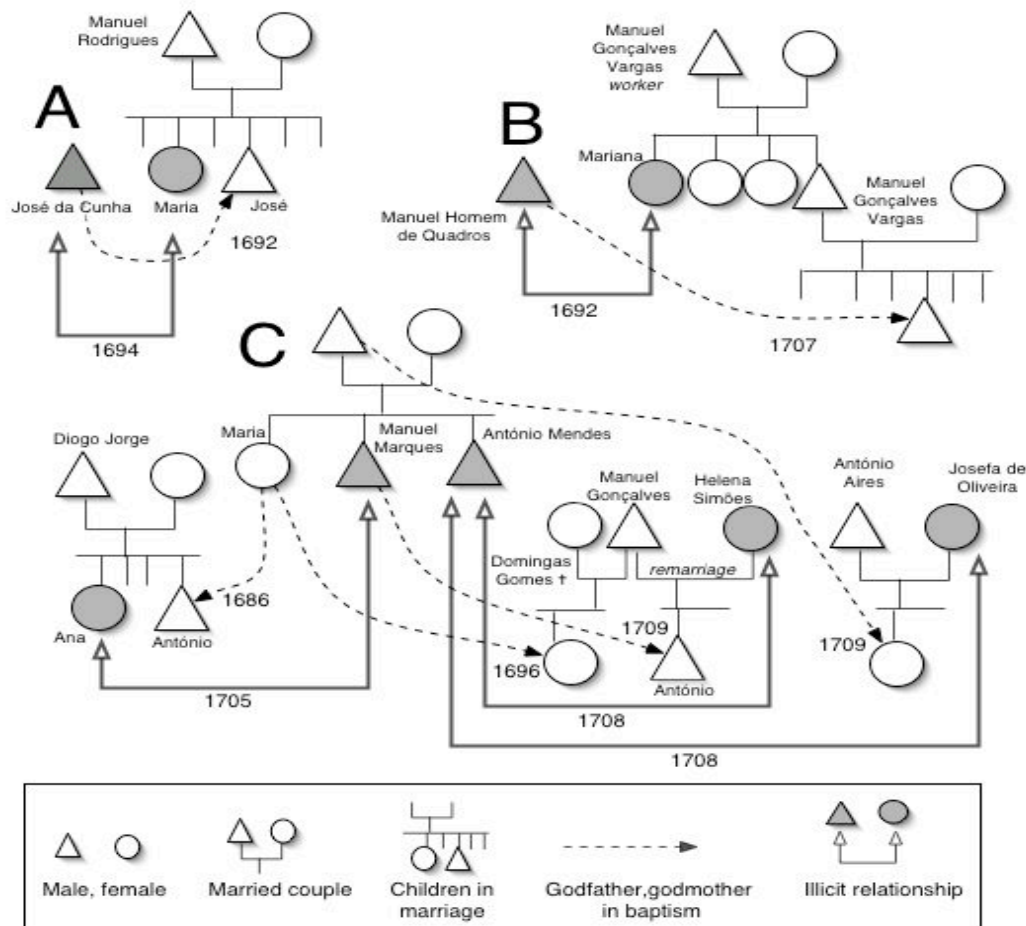 Manuel
Rodrigues
A
José da Cunha
Maria
José
1692
1694
Manuel
Gonçalves
Vargas
worker
B
Mariana
Manuel Homem
de Quadros
Manuel
Gonçalves
Vargas
1692
1707
C
Diogo Jorge
Maria
Manuel
Marques
António Mendes
Manuel
Gonçalves
Helena
Simões
António
Aires
Josefa de
Oliveira
Domingas
Gomes †
remarriage
1686
Ana
António
1696
1709
António
1709
1705
1708
1708
Male, female
Married couple
Children in
marriage
Godfather,godmother
in baptism
Illicit relationship